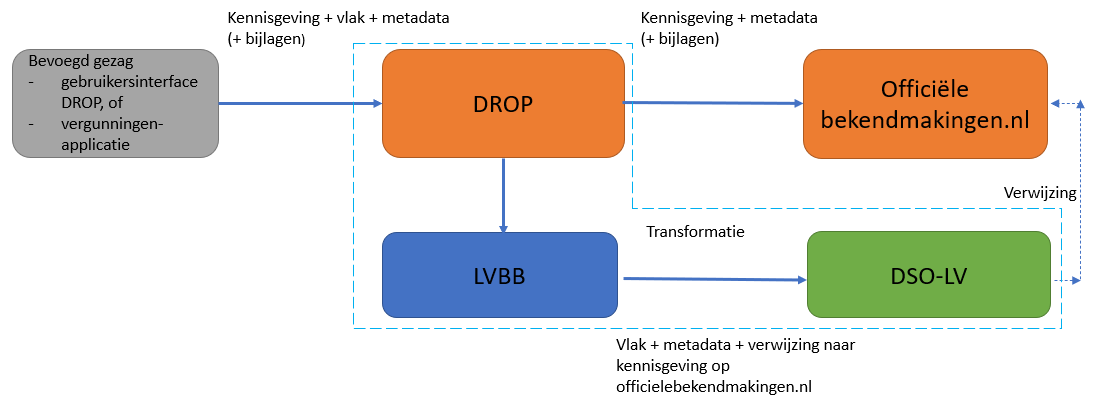 Kennisgeving + vlak + metadata
(+ bijlagen)
Kennisgeving + metadata
(+ bijlagen)
Bevoegd gezag
- gebruikersinterface
DROP, of
- vergunningen-
applicatie
DROP
Officiële
bekendmakingen.nl
Verwijzing
Transformatie
LVBB
DSO-LV
Vlak + metadata + verwijzing naar
kennisgeving op
officielebekendmakingen.nl